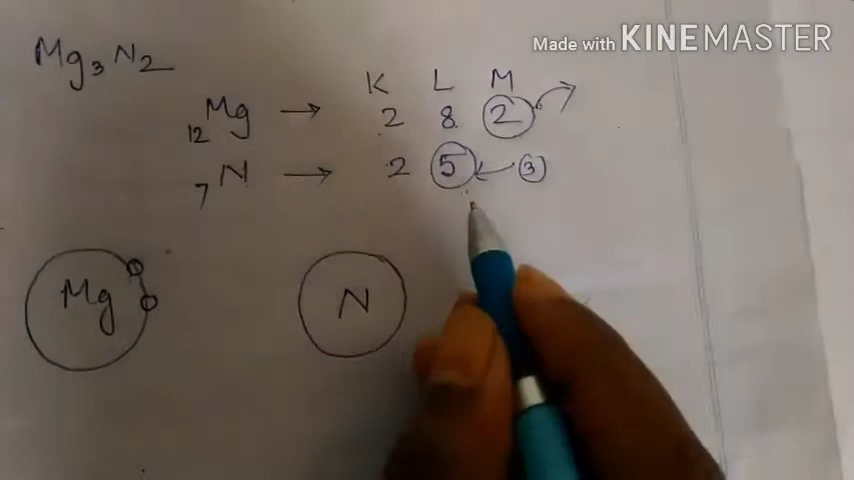 Made with KINEMASTER
Mg3N2
K L M
12Mg → 2 8 2
7N → 2 5 ← 3
Mg N